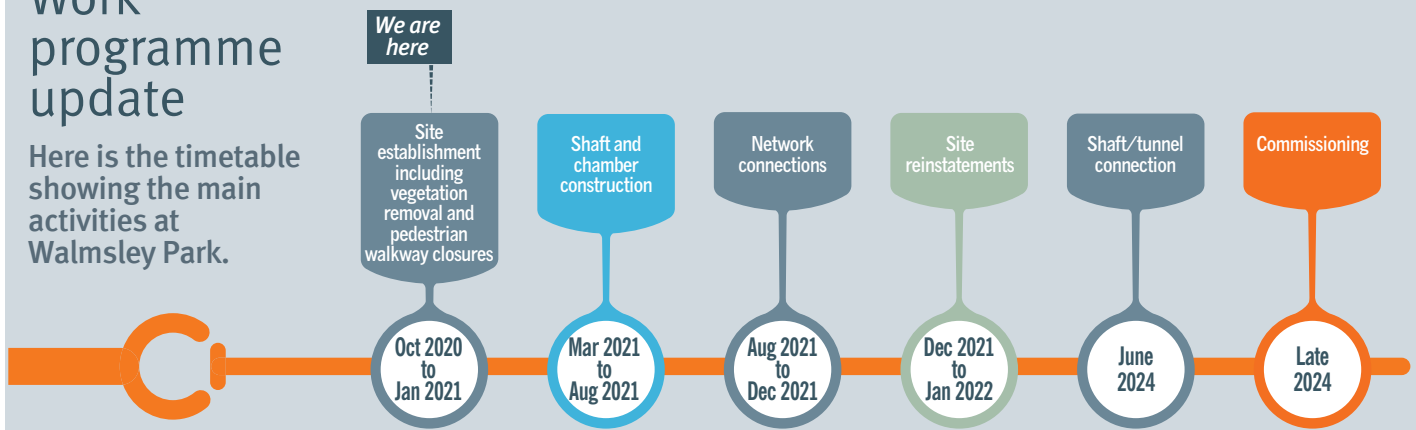 Work
programme
update
Here is the timetable
showing the main
activities at
Walmsley Park.
We are
here
Site
establishment
including
vegetation
removal and
pedestrian
walkway closures
Oct 2020
to
Jan 2021
Shaft and
chamber
construction
Mar 2021
to
Aug 2021
Network
connections
Aug 2021
to
Dec 2021
Site
reinstatements
Dec 2021
to
Jan 2022
Shaft/tunnel
connection
June
2024
Commissioning
Late
2024